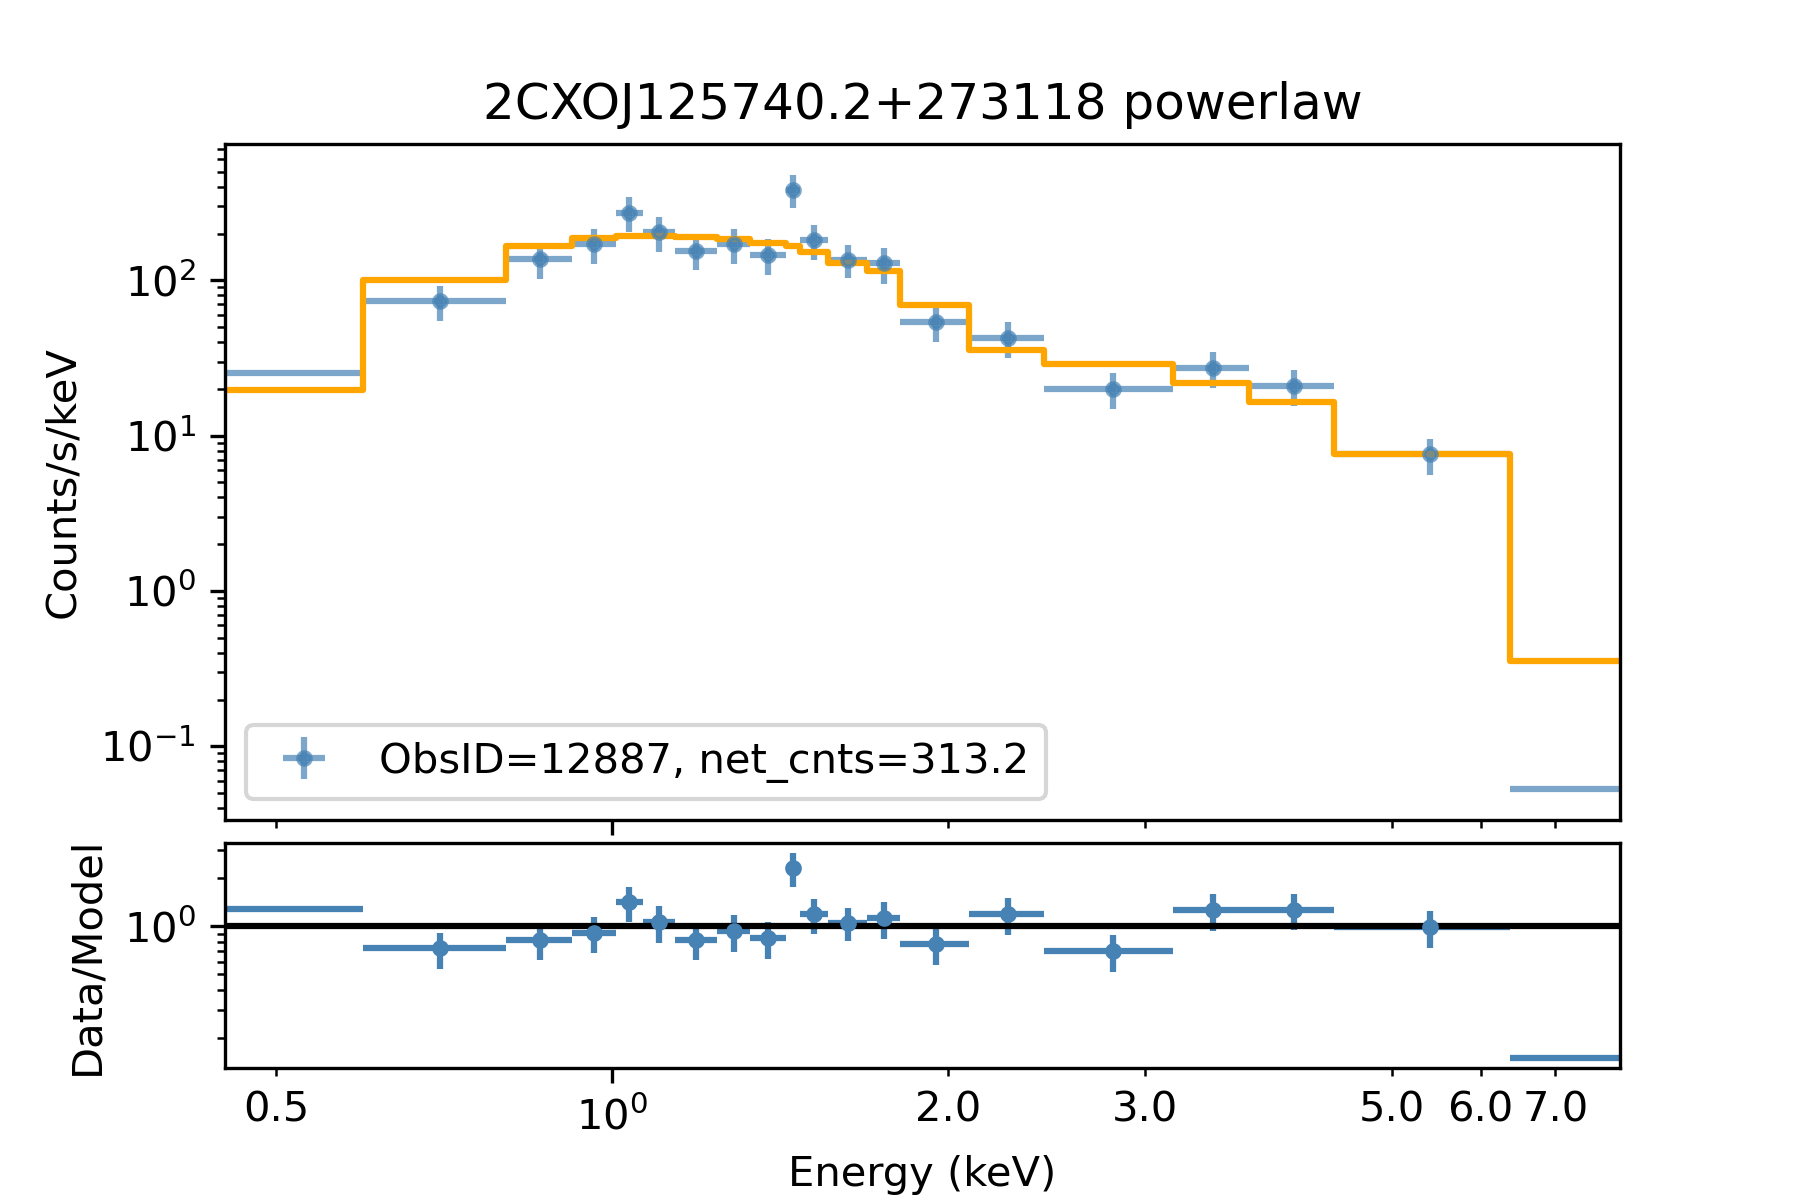 2CXOJ125740.2+273118 powerlaw
Counts/s/keV
10²
10¹
10⁰
10⁻¹
ObsID=12887, net_cnts=313.2
Data/Model
10⁰
0.5 10⁰ 2.0 3.0 5.0 6.0 7.0
Energy (keV)